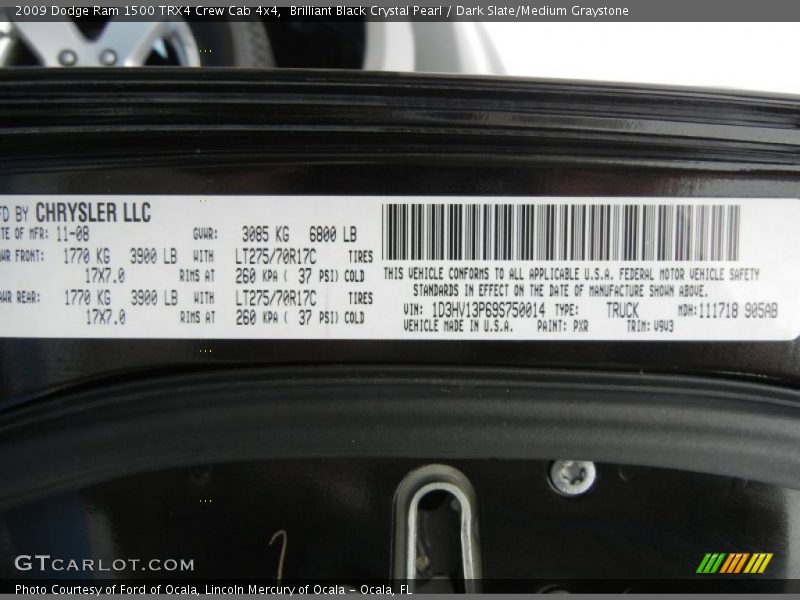 2009 Dodge Ram 1500 TRX4 Crew Cab 4x4, Brilliant Black Crystal Pearl / Dark Slate/Medium Graystone
BY CHRYSLER LLC
OF MFR: 11-08 GVWR: 3085 KG 6800 LB
FRONT: 1770 KG 3900 LB WITH LT275/70R17C TIRES
17X7.0 RIMS AT 260 KPA ( 37 PSI) COLD
REAR: 1770 KG 3900 LB WITH LT275/70R17C TIRES
17X7.0 RIMS AT 260 KPA ( 37 PSI) COLD
THIS VEHICLE CONFORMS TO ALL APPLICABLE U.S.A. FEDERAL MOTOR VEHICLE SAFETY
STANDARDS IN EFFECT ON THE DATE OF MANUFACTURE SHOWN ABOVE.
VIN: 1D3HV13P69S750014 TYPE: TRUCK MDH: 111718 905AB
VEHICLE MADE IN U.S.A. PAINT: PXR TRIM: V9V3
GTCARLOT.COM
Photo Courtesy of Ford of Ocala, Lincoln Mercury of Ocala - Ocala, FL